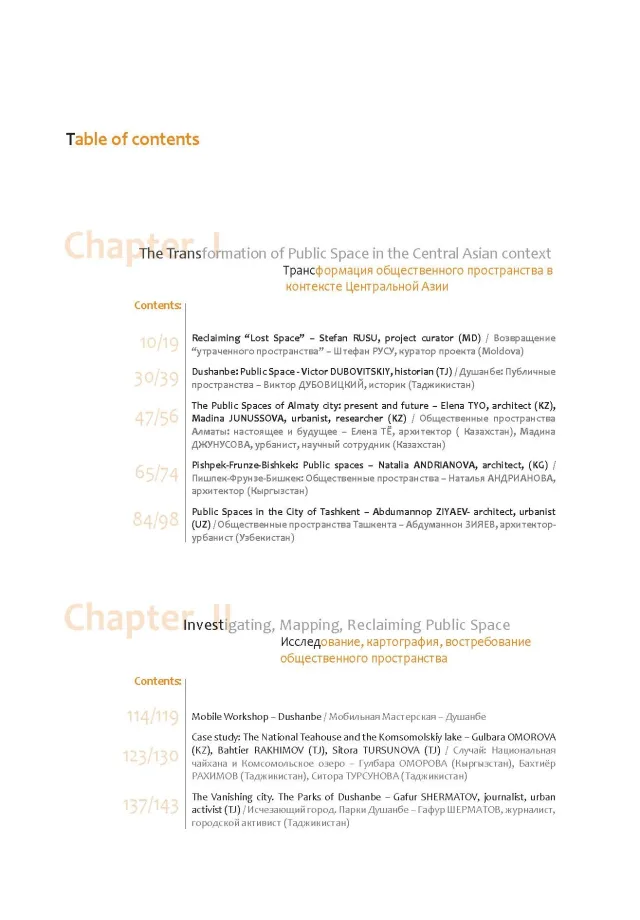 Table of contents
Chapter I
The Transformation of Public Space in the Central Asian context
Трансформация общественного пространства в
контексте Центральной Азии
Contents:
10/19
Reclaiming “Lost Space” – Stefan RUSU, project curator (MD) / Возвращение
“утраченного пространства” – Штефан РУСУ, куратор проекта (Moldova)
30/39
Dushanbe: Public Space - Victor DUBOVITSKIY, historian (TJ) / Душанбе: Публичные
пространства – Виктор ДУБОВИЦКИЙ, историк (Таджикистан)
47/56
The Public Spaces of Almaty city: present and future – Elena TYO, architect (KZ),
Madina JUNUSSOVA, urbanist, researcher (KZ) / Общественные пространства
Алматы: настоящее и будущее – Елена ТЁ, архитектор ( Казахстан), Мадина
ДЖУНУСОВА, урбанист, научный сотрудник (Казахстан)
65/74
Pishpek-Frunze-Bishkek: Public spaces – Natalia ANDRIANOVA, architect, (KG) /
Пишпек-Фрунзе-Бишкек: Общественные пространства – Наталья АНДРИАНОВА,
архитектор (Кыргызстан)
84/98
Public Spaces in the City of Tashkent – Abdumannop ZIYAEV- architect, urbanist
(UZ) / Общественные пространства Ташкента – Абдуманнон ЗИЯЕВ, архитектор-
урбанист (Узбекистан)
Chapter II
Investigating, Mapping, Reclaiming Public Space
Исследование, картография, востребование
общественного пространства
Contents:
114/119
Mobile Workshop – Dushanbe / Мобильная Мастерская – Душанбе
123/130
Case study: The National Teahouse and the Komsomolskiy lake – Gulbara OMOROVA
(KZ), Bahtier RAKHIMOV (TJ), Sitora TURSUNOVA (TJ) / Случай: Национальная
чайхана и Комсомольское озеро – Гулбара ОМОРОВА (Кыргызстан), Бахтиёр
РАХИМОВ (Таджикистан), Ситора ТУРСУНОВА (Таджикистан)
137/143
The Vanishing city. The Parks of Dushanbe – Gafur SHERMATOV, journalist, urban
activist (TJ) / Исчезающий город. Парки Душанбе – Гафур ШЕРМАТОВ, журналист,
городской активист (Таджикистан)